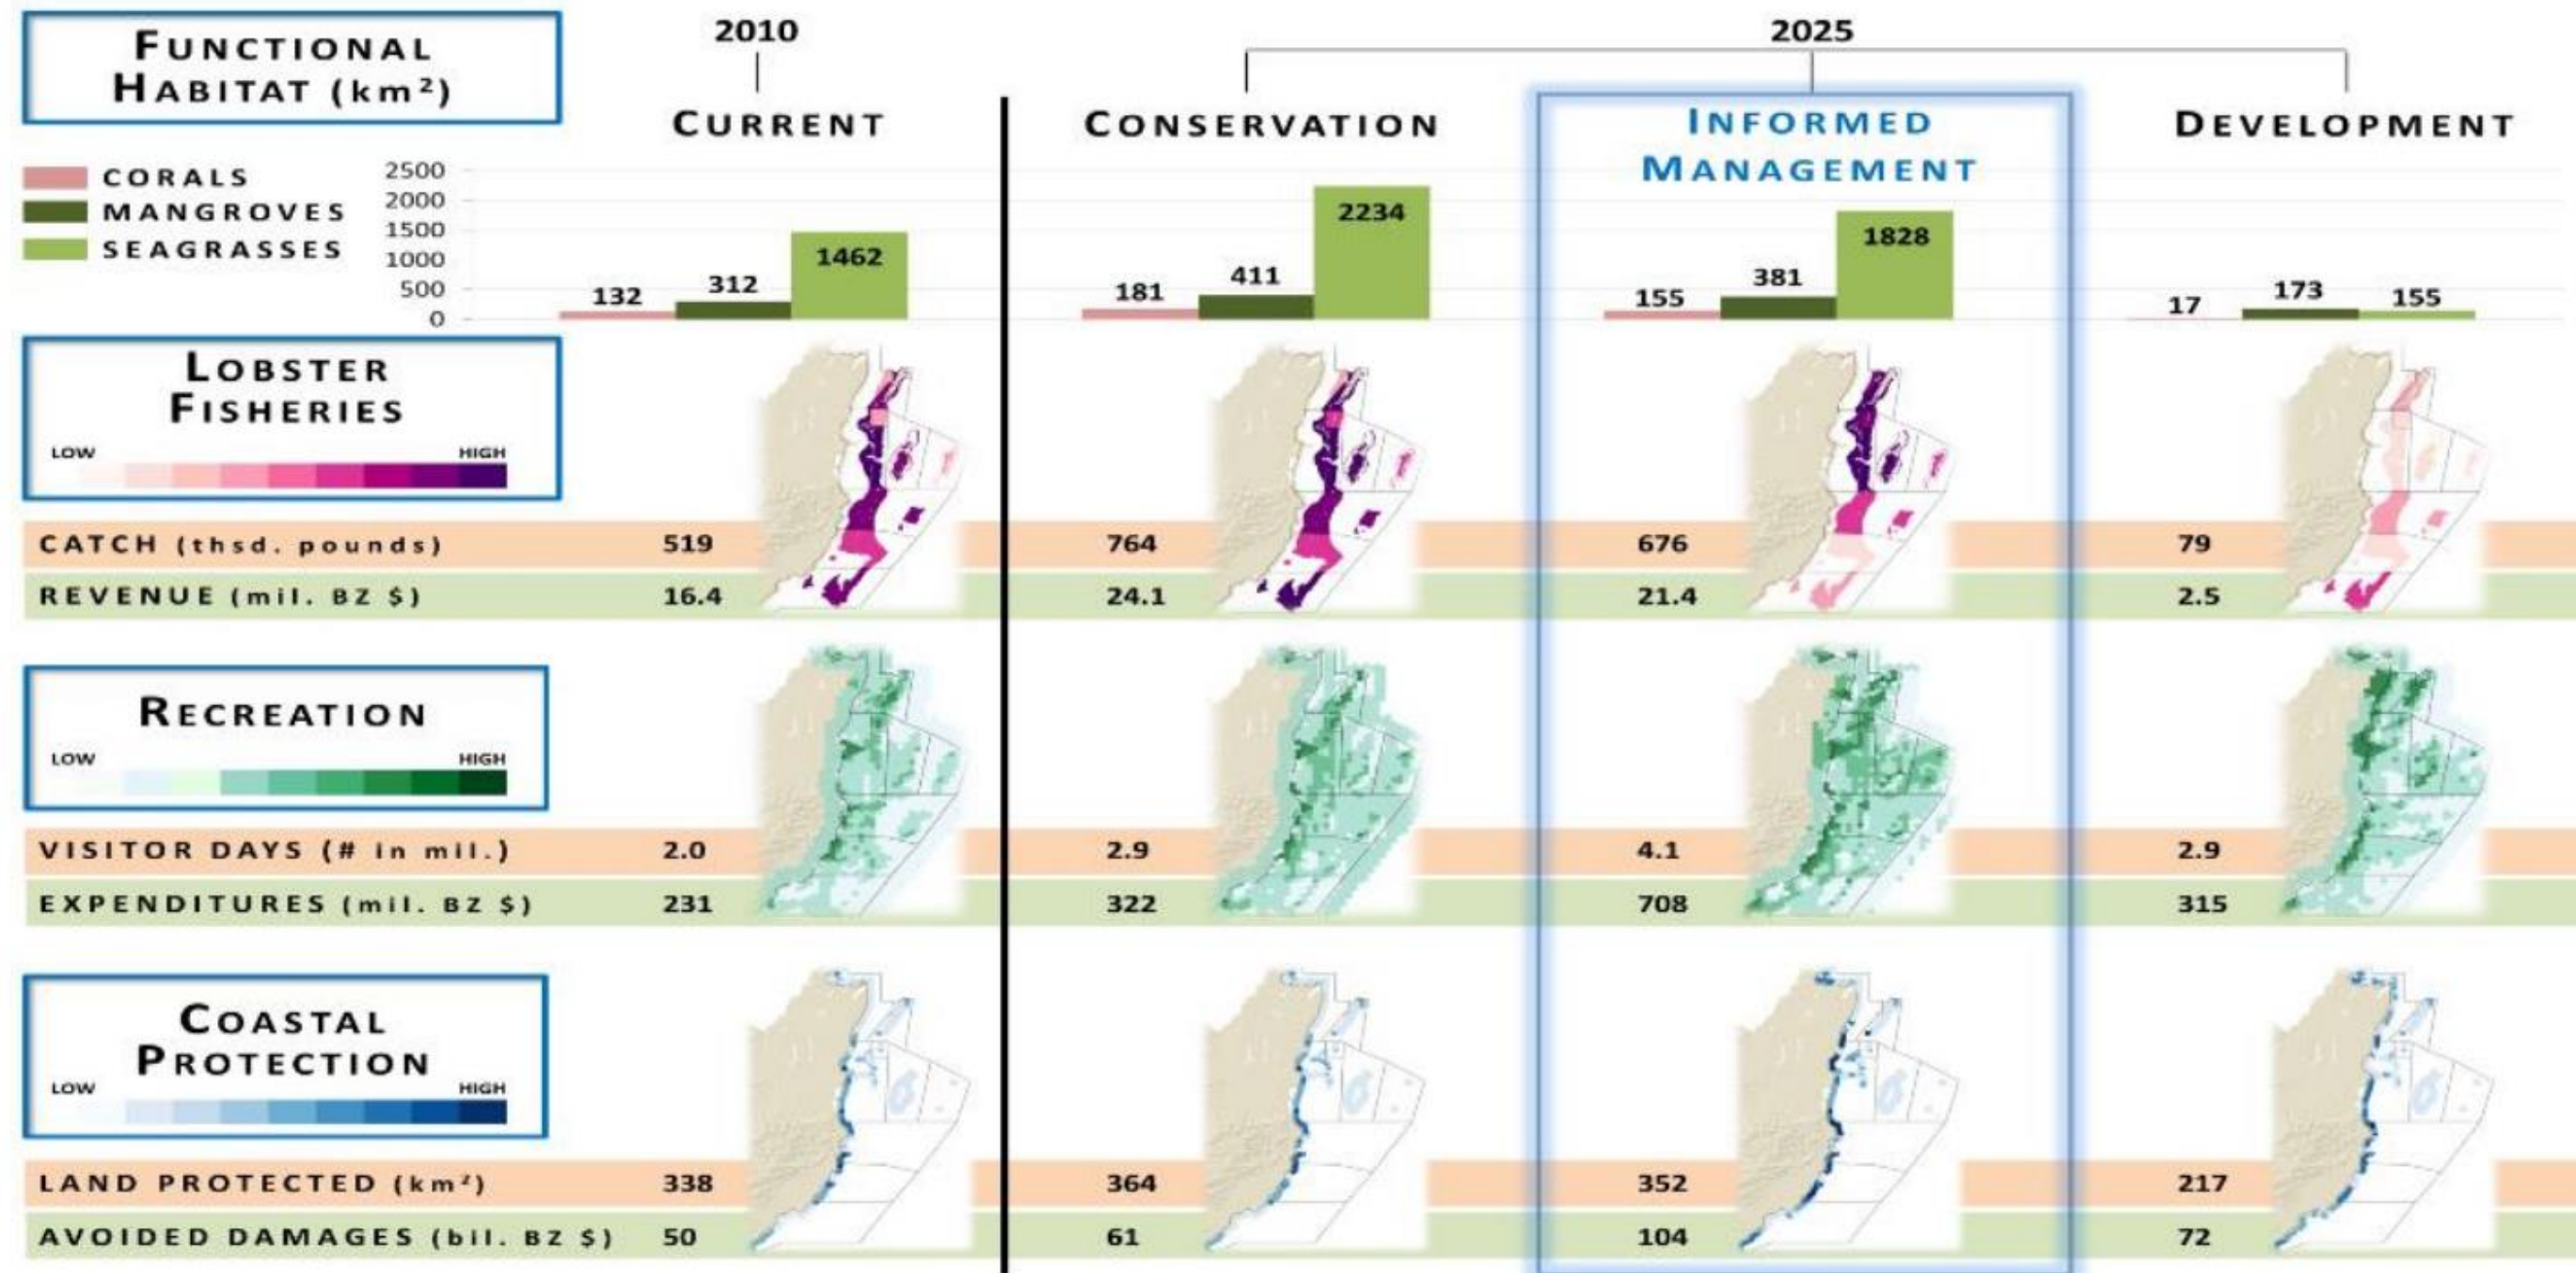 FUNCTIONAL
HABITAT (km²)
2010
2025
CURRENT
CONSERVATION
INFORMED
MANAGEMENT
DEVELOPMENT
CORALS
MANGROVES
SEAGRASSES
2500
2000
1500
1000
500
0
132 312 1462
181 411 2234
155 381 1828
17 173 155
LOBSTER
FISHERIES
LOW HIGH
CATCH (thsd. pounds) 519 764 676 79
REVENUE (mil. BZ $) 16.4 24.1 21.4 2.5
RECREATION
LOW HIGH
VISITOR DAYS (# in mil.) 2.0 2.9 4.1 2.9
EXPENDITURES (mil. BZ $) 231 322 708 315
COASTAL
PROTECTION
LOW HIGH
LAND PROTECTED (km²) 338 364 352 217
AVOIDED DAMAGES (bil. BZ $) 50 61 104 72